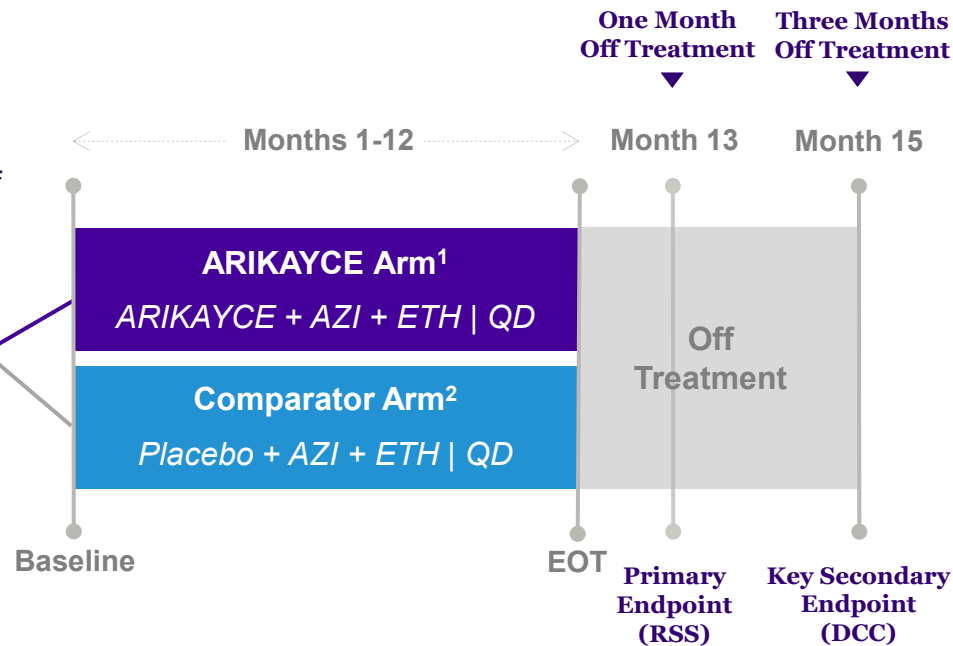 One Month
Off Treatment
Three Months
Off Treatment
Months 1-12
Month 13
Month 15
ARIKAYCE Arm¹
ARIKAYCE + AZI + ETH | QD
Comparator Arm²
Placebo + AZI + ETH | QD
Off
Treatment
Baseline
EOT
Primary
Endpoint
(RSS)
Key Secondary
Endpoint
(DCC)